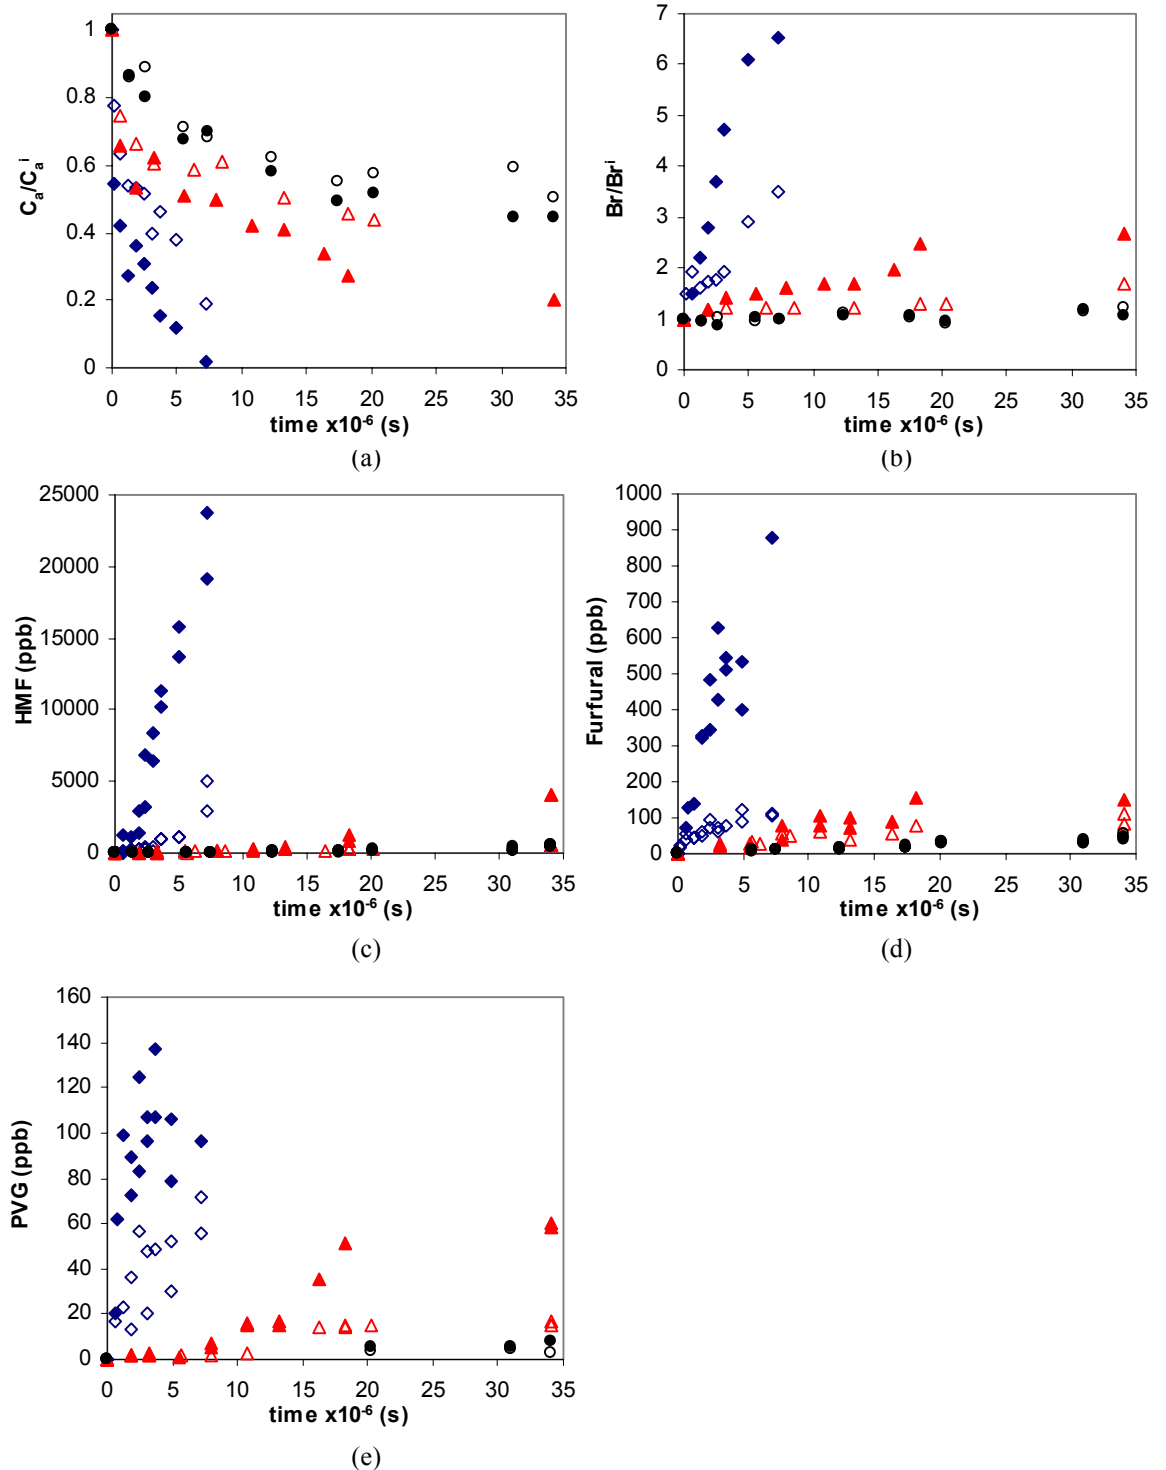 1
0.8
0.6
0.4
0.2
0
Cₐ/Cₐⁱ
0 5 10 15 20 25 30 35
time x10⁻⁶ (s)
(a)
7
6
5
4
3
2
1
0
Br/Brⁱ
0 5 10 15 20 25 30 35
time x10⁻⁶ (s)
(b)
25000
20000
15000
10000
5000
0
HMF (ppb)
0 5 10 15 20 25 30 35
time x10⁻⁶ (s)
(c)
1000
900
800
700
600
500
400
300
200
100
0
Furfural (ppb)
0 5 10 15 20 25 30 35
time x10⁻⁶ (s)
(d)
160
140
120
100
80
60
40
20
0
PVG (ppb)
0 5 10 15 20 25 30 35
time x10⁻⁶ (s)
(e)